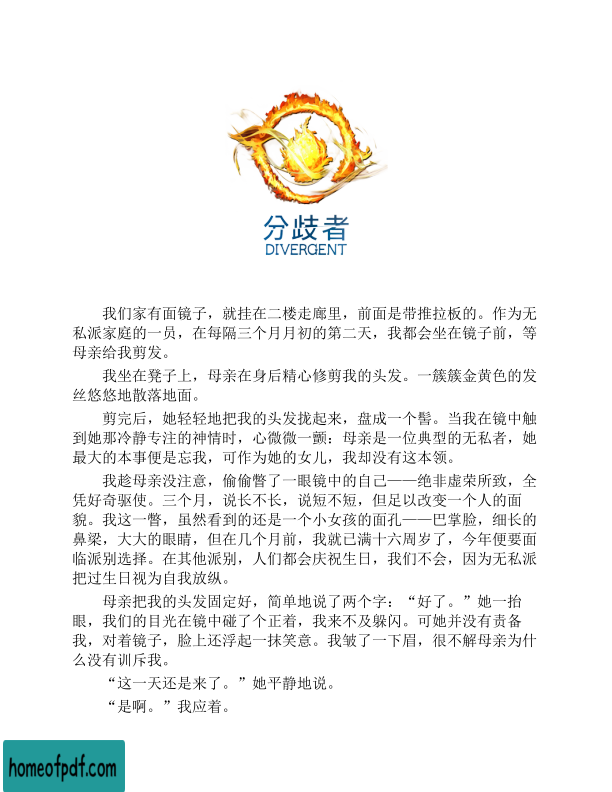 分歧者
DIVERGENT
我们家有面镜子，就挂在二楼走廊里，前面是带推拉板的。作为无
私派家庭的一员，在每隔三个月月初的第二天，我都会坐在镜子前，等
母亲给我剪发。
我坐在凳子上，母亲在身后精心修剪我的头发。一簇簇金黄色的发
丝悠悠地散落地面。
剪完后，她轻轻地把我的头发拢起来，盘成一个髻。当我在镜中触
到她那冷静专注的神情时，心微微一颤：母亲是一位典型的无私者，她
最大的本事便是忘我，可作为她的女儿，我却没有这本领。
我趁母亲没注意，偷偷瞥了一眼镜中的自己——绝非虚荣所致，全
凭好奇驱使。三个月，说长不长，说短不短，但足以改变一个人的面
貌。我这一瞥，虽然看到的还是一个小女孩的面孔——巴掌脸，细长的
鼻梁，大大的眼睛，但在几个月前，我就已满十六周岁了，今年便要面
临派别选择。在其他派别，人们都会庆祝生日，我们不会，因为无私派
把过生日视为自我放纵。
母亲把我的头发固定好，简单地说了两个字：“好了。”她一抬
眼，我们的目光在镜中碰了个正着，我来不及躲闪。可她并没有责备
我，对着镜子，脸上还浮起一抹笑意。我皱了一下眉，很不解母亲为什
么没有训斥我。
“这一天还是来了。”她平静地说。
“是啊。”我应着。
homeofpdf.com